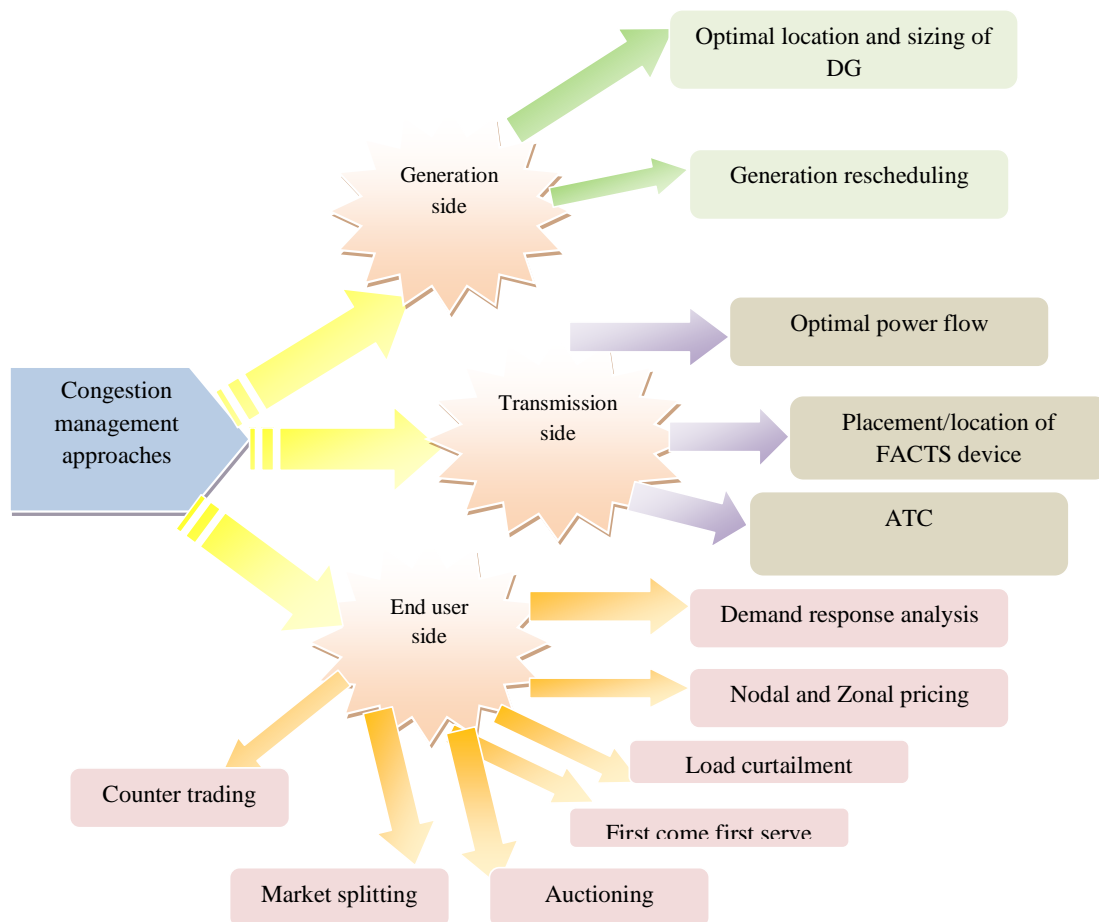 Optimal location and sizing of
DG
Generation
side
Generation rescheduling
Optimal power flow
Congestion
management
approaches
Transmission
side
Placement/location of
FACTS device
ATC
End user
side
Demand response analysis
Nodal and Zonal pricing
Load curtailment
Counter trading
First come first serve
Market splitting
Auctioning